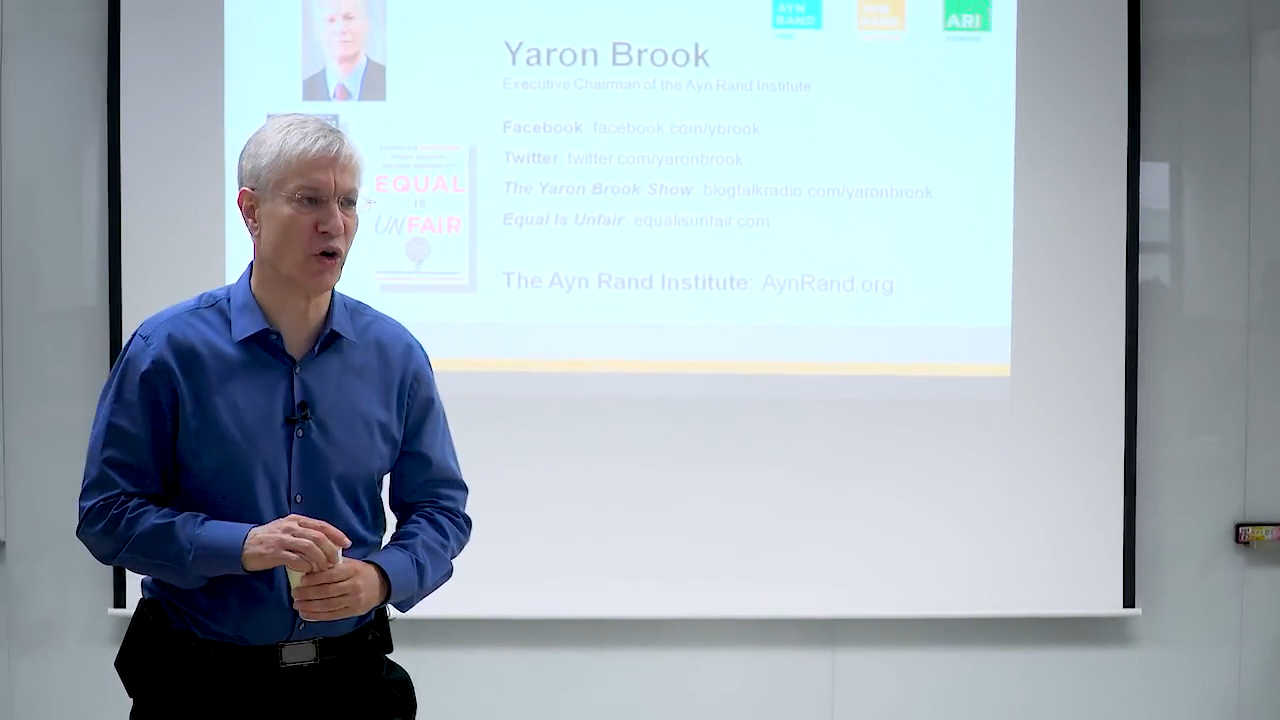 AYN
RAND
ARI
Yaron Brook
Executive Chairman of the Ayn Rand Institute
Facebook: facebook.com/ybrook
Twitter: twitter.com/yaronbrook
The Yaron Brook Show: blogtalkradio.com/yaronbrook
Equal Is Unfair: equalisunfair.com
The Ayn Rand Institute: AynRand.org
EQUAL
IS
UNFAIR